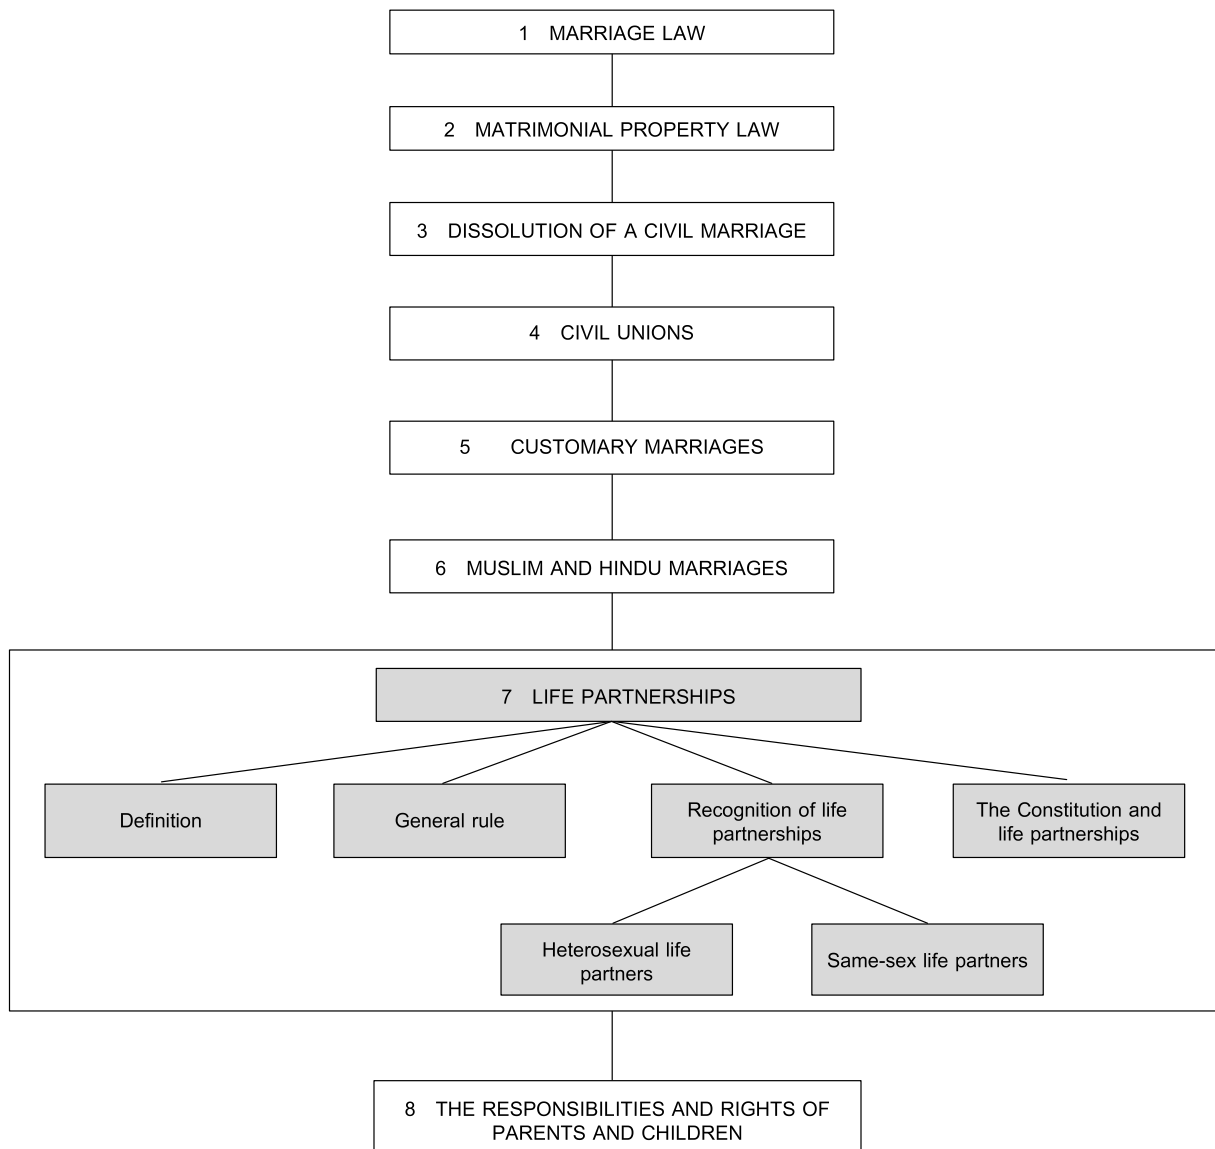 1 MARRIAGE LAW
2 MATRIMONIAL PROPERTY LAW
3 DISSOLUTION OF A CIVIL MARRIAGE
4 CIVIL UNIONS
5 CUSTOMARY MARRIAGES
6 MUSLIM AND HINDU MARRIAGES
7 LIFE PARTNERSHIPS
Definition
General rule
Recognition of life
partnerships
The Constitution and
life partnerships
Heterosexual life
partners
Same-sex life partners
8 THE RESPONSIBILITIES AND RIGHTS OF
PARENTS AND CHILDREN